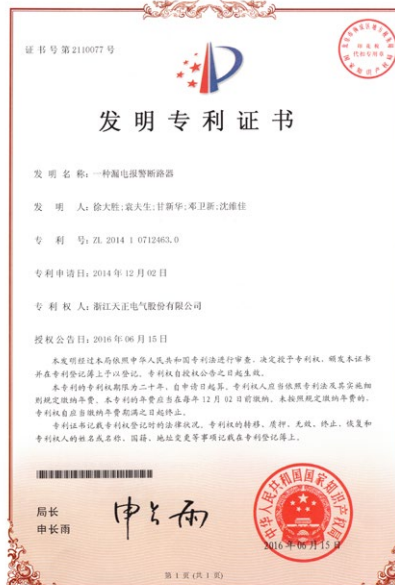 证书号第2110077号
发明专利证书
发明名称：一种漏电报警断路器
发明人：徐大胜;袁夫生;甘新华;邓卫新;沈维佳
专利号：ZL 2014 1 0712463.0
专利申请日：2014年12月02日
专利权人：浙江天正电气股份有限公司
授权公告日：2016年06月15日
本发明经过本局依照中华人民共和国专利法进行审查，决定授予专利权，颁发本证书
并在专利登记簿上予以登记。专利权自授权公告之日起生效。
本专利的专利权期限为二十年，自申请日起算。专利权人应当依照专利法及其实施细
则规定缴纳年费。本专利的年费应当在每年12月02日前缴纳。未按照规定缴纳年费的，
专利权自应当缴纳年费期满之日起终止。
专利证书记载专利权登记时的法律状况。专利权的转移、质押、无效、终止、恢复和
专利权人的姓名或名称、国籍、地址变更等事项记载在专利登记簿上。
局长
申长雨
申长雨
中华人民共和国国家知识产权局
2016年06月15日
第1页(共1页)